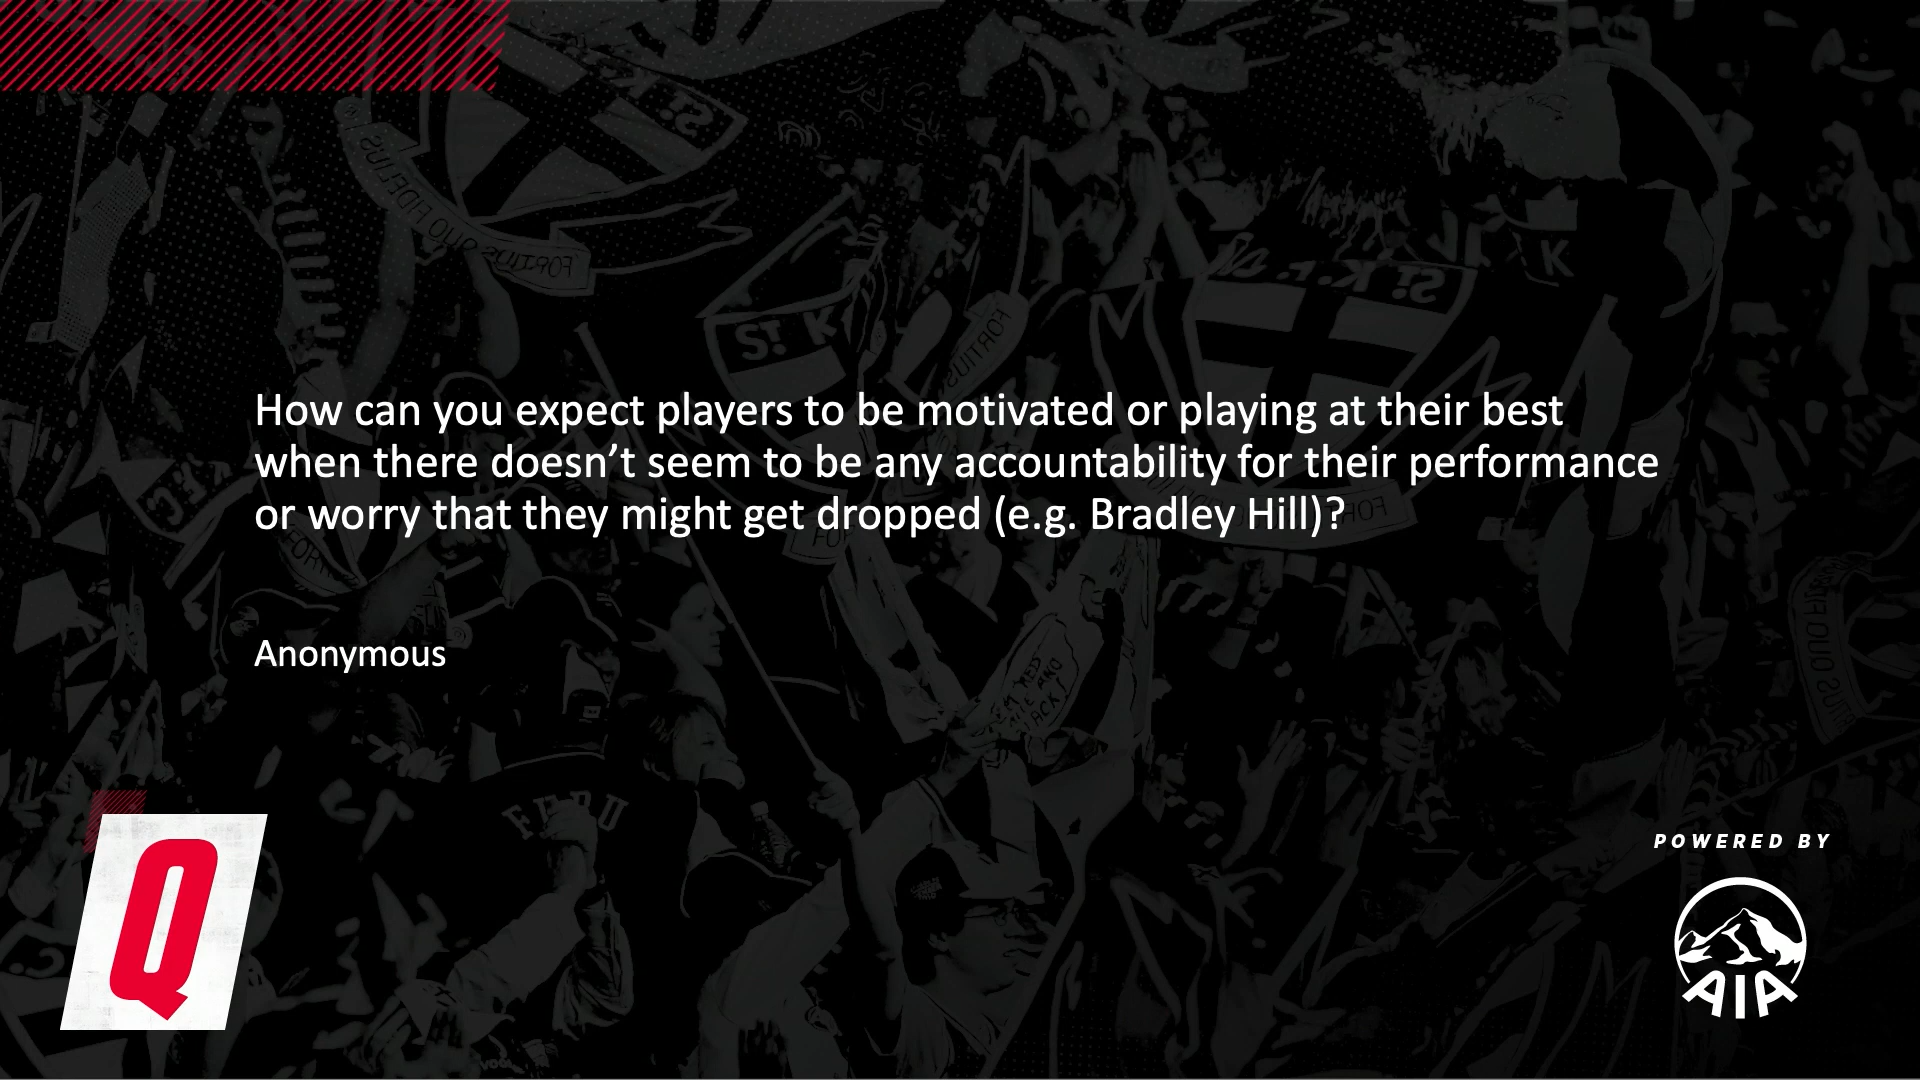 How can you expect players to be motivated or playing at their best
when there doesn’t seem to be any accountability for their performance
or worry that they might get dropped (e.g. Bradley Hill)?
Anonymous
Q
POWERED BY
AIA